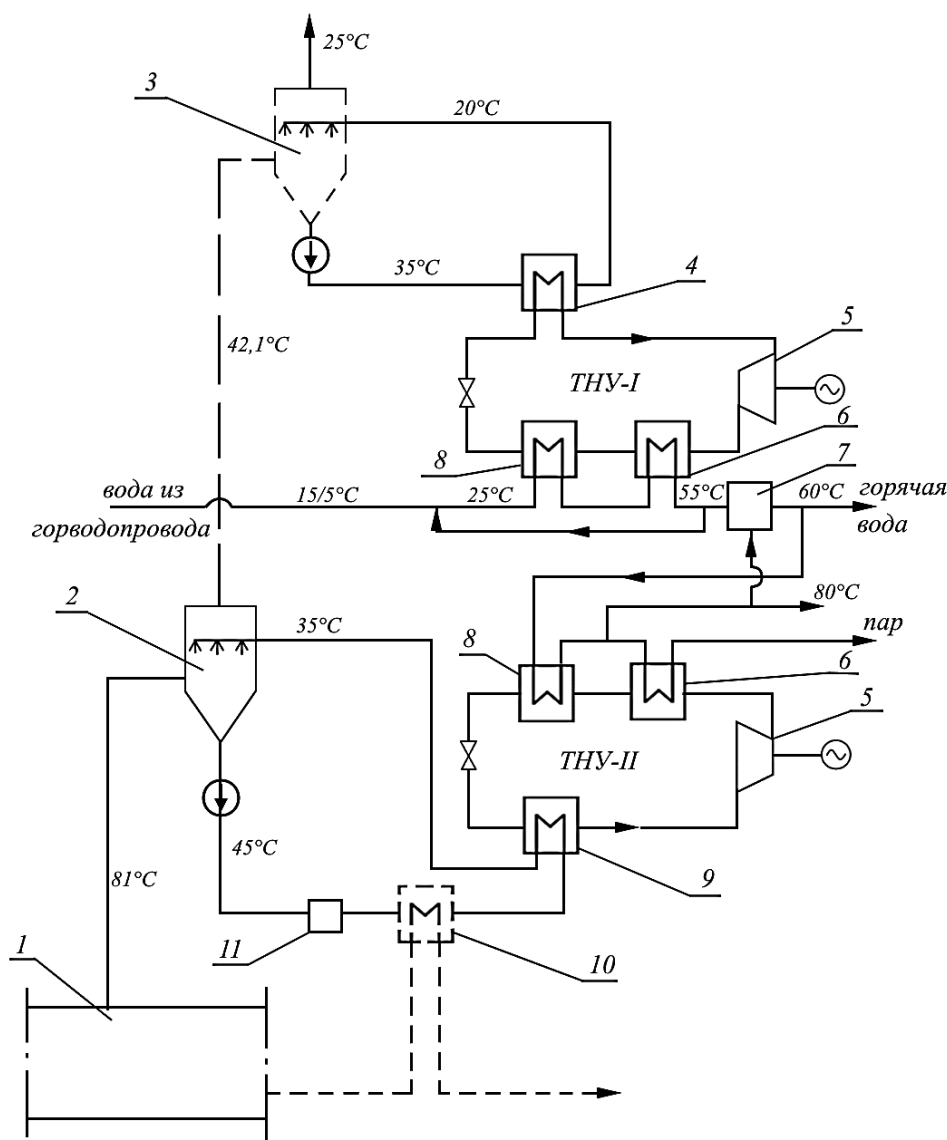 25°C
3
20°C
35°C
4
5
42,1°C
ТНУ-I
6
8
7
вода из
горводопровода
15/5°C
25°C
55°C
60°C
горячая
вода
2
35°C
80°C
пар
8
6
5
ТНУ-II
45°C
81°C
9
11
10
1